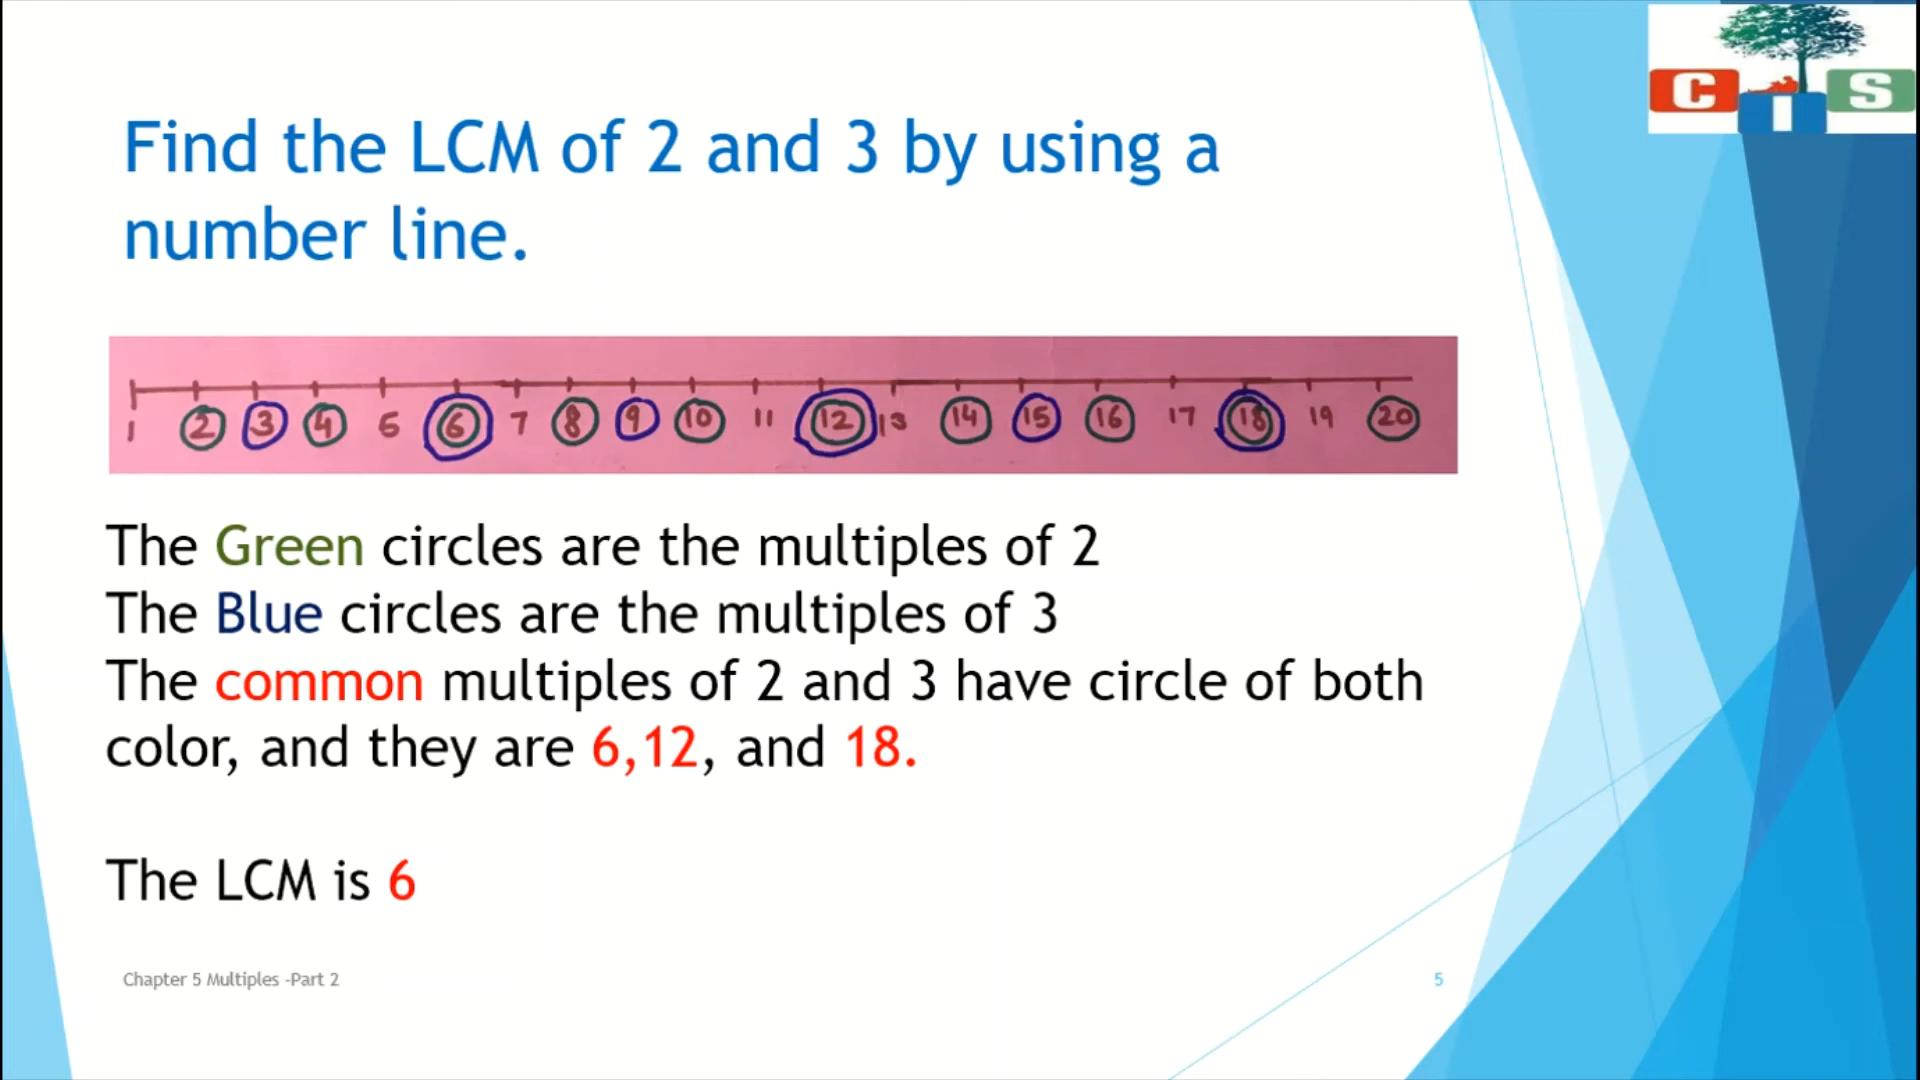 C I S
Find the LCM of 2 and 3 by using a
number line.
1 2 3 4 5 6 7 8 9 10 11 12 13 14 15 16 17 18 19 20
The Green circles are the multiples of 2
The Blue circles are the multiples of 3
The common multiples of 2 and 3 have circle of both
color, and they are 6,12, and 18.
The LCM is 6
Chapter 5 Multiples -Part 2 5